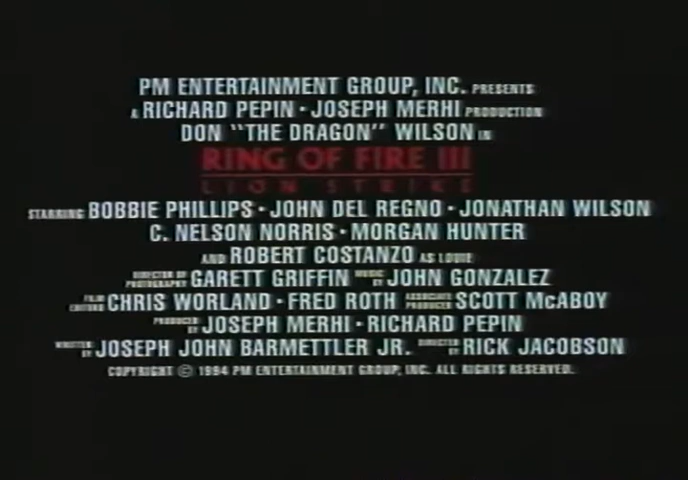 PM ENTERTAINMENT GROUP, INC. PRESENTS
A RICHARD PEPIN · JOSEPH MERHI PRODUCTION
DON "THE DRAGON" WILSON IN
RING OF FIRE III
LION STRIKE
STARRING BOBBIE PHILLIPS · JOHN DEL REGNO · JONATHAN WILSON
C. NELSON NORRIS · MORGAN HUNTER
AND ROBERT COSTANZO AS LOUIE
DIRECTOR OF PHOTOGRAPHY GARETT GRIFFIN MUSIC BY JOHN GONZALEZ
FILM EDITORS CHRIS WORLAND · FRED ROTH ASSOCIATE PRODUCER SCOTT McABOY
PRODUCED BY JOSEPH MERHI · RICHARD PEPIN
WRITTEN BY JOSEPH JOHN BARMETTLER JR. DIRECTED BY RICK JACOBSON
COPYRIGHT © 1994 PM ENTERTAINMENT GROUP, INC. ALL RIGHTS RESERVED.